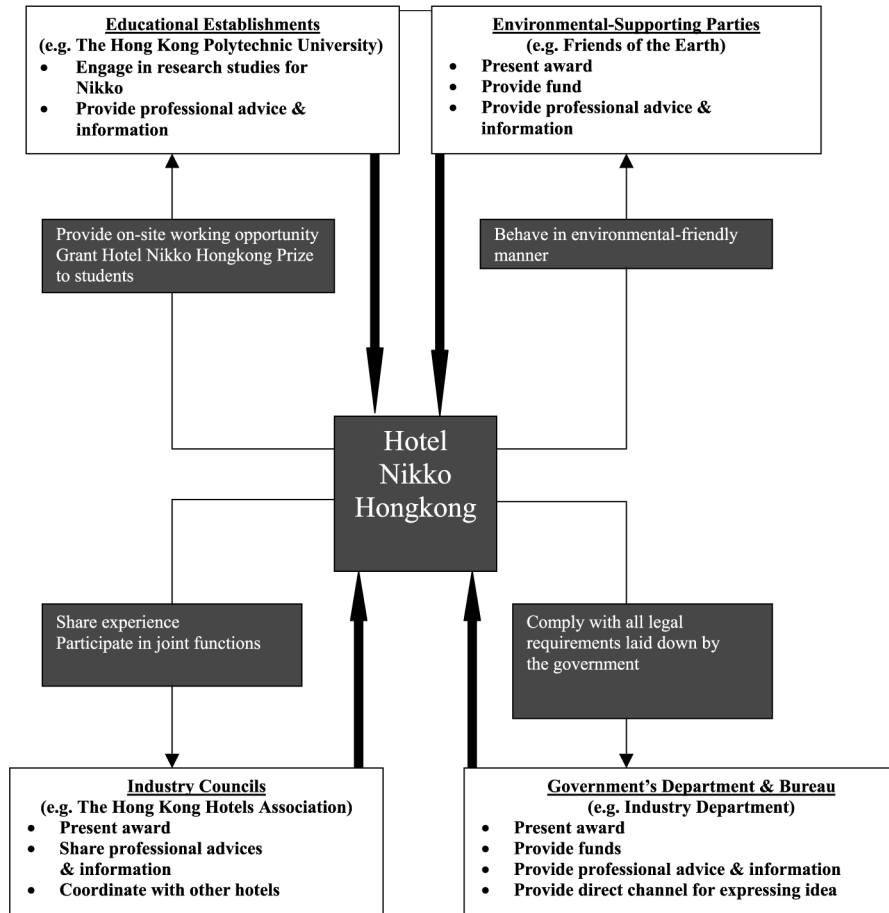 Educational Establishments
(e.g. The Hong Kong Polytechnic University)
• Engage in research studies for
Nikko
• Provide professional advice &
information
Environmental-Supporting Parties
(e.g. Friends of the Earth)
• Present award
• Provide fund
• Provide professional advice &
information
Provide on-site working opportunity
Grant Hotel Nikko Hongkong Prize
to students
Behave in environmental-friendly
manner
Hotel
Nikko
Hongkong
Share experience
Participate in joint functions
Comply with all legal
requirements laid down by
the government
Industry Councils
(e.g. The Hong Kong Hotels Association)
• Present award
• Share professional advices
& information
• Coordinate with other hotels
Government's Department & Bureau
(e.g. Industry Department)
• Present award
• Provide funds
• Provide professional advice & information
• Provide direct channel for expressing idea